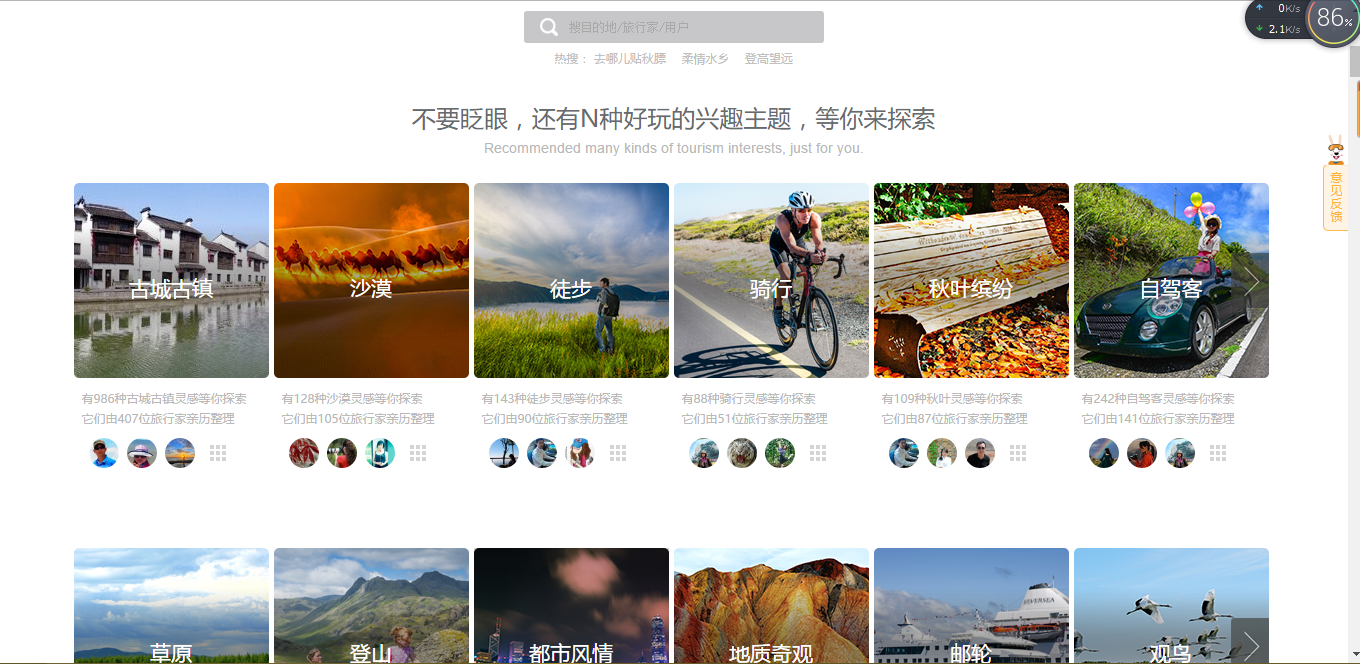 搜目的地/旅行家/用户
0K/s
2.1K/s
86%
热搜： 去哪儿贴秋膘 柔情水乡 登高望远
不要眨眼，还有N种好玩的兴趣主题，等你来探索
Recommended many kinds of tourism interests, just for you.
意见反馈
古城古镇
沙漠
徒步
骑行
秋叶缤纷
自驾客
有986种古城古镇灵感等你探索
它们由407位旅行家亲历整理
有128种沙漠灵感等你探索
它们由105位旅行家亲历整理
有143种徒步灵感等你探索
它们由90位旅行家亲历整理
有88种骑行灵感等你探索
它们由51位旅行家亲历整理
有109种秋叶灵感等你探索
它们由87位旅行家亲历整理
有242种自驾客灵感等你探索
它们由141位旅行家亲历整理
草原
登山
都市风情
地质奇观
邮轮
观鸟